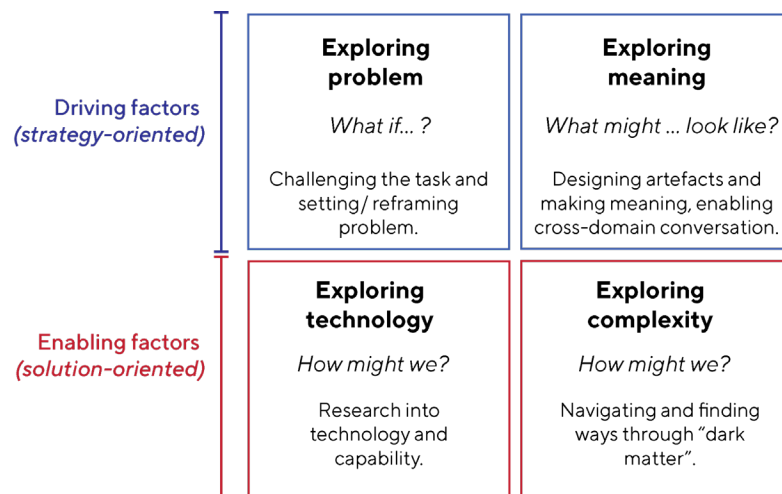 Driving factors
(strategy-oriented)
Exploring
problem
What if... ?
Challenging the task and
setting/ reframing
problem.
Exploring
meaning
What might ... look like?
Designing artefacts and
making meaning, enabling
cross-domain conversation.
Enabling factors
(solution-oriented)
Exploring
technology
How might we?
Research into
technology and
capability.
Exploring
complexity
How might we?
Navigating and finding
ways through “dark
matter”.